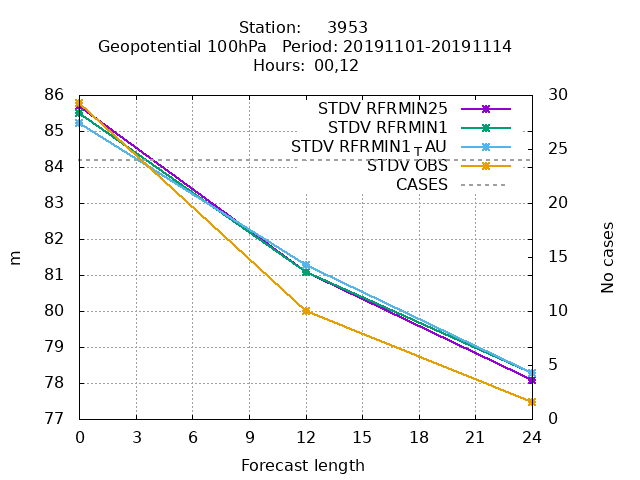 Station: 3953
Geopotential 100hPa Period: 20191101-20191114
Hours: 00,12
86 30
STDV RFRMIN25
85
STDV RFRMIN1
25
STDV RFRMIN1TAU
84
STDV OBS
CASES
83 20
82
15
m
No cases
81
80 10
79
5
78
77 0
0 3 6 9 12 15 18 21 24
Forecast length